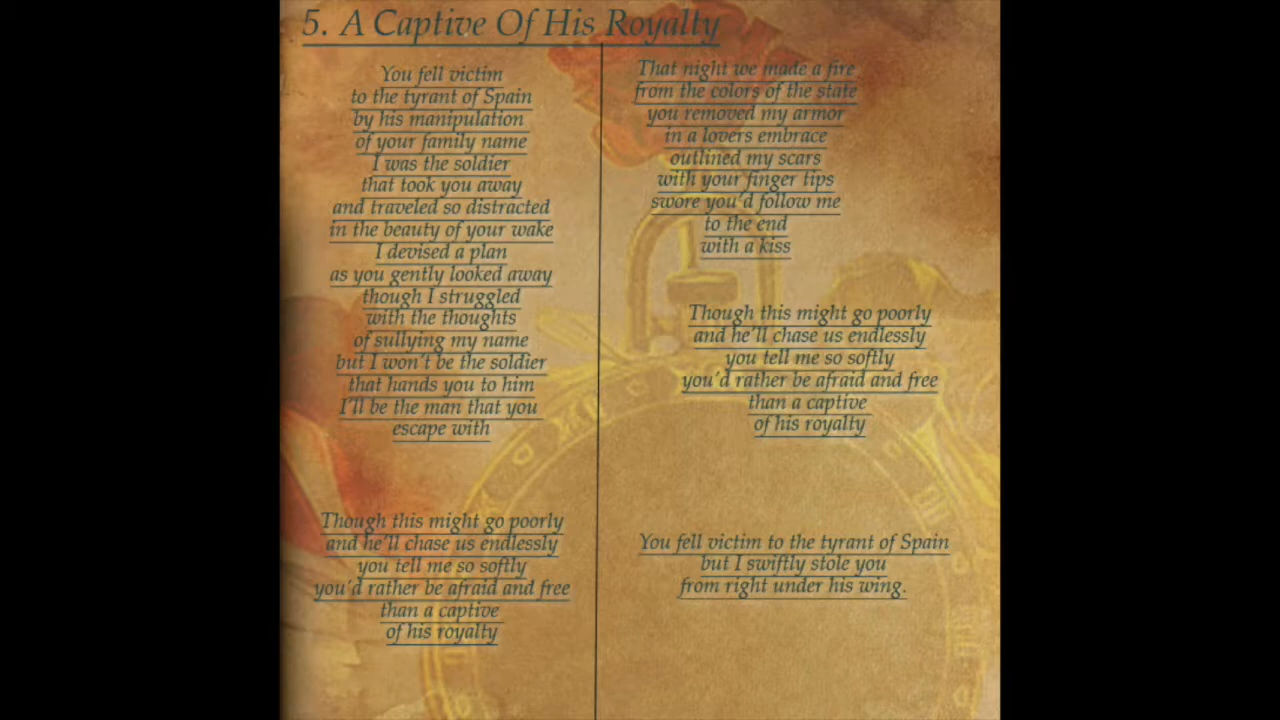 5. A Captive Of His Royalty
You fell victim
to the tyrant of Spain
by his manipulation
of your family name
I was the soldier
that took you away
and traveled so distracted
in the beauty of your wake
I devised a plan
as you gently looked away
though I struggled
with the thoughts
of sullying my name
but I won't be the soldier
that hands you to him
I'll be the man that you
escape with
Though this might go poorly
and he'll chase us endlessly
you tell me so softly
you'd rather be afraid and free
than a captive
of his royalty
That night we made a fire
from the colors of the state
you removed my armor
in a lovers embrace
outlined my scars
with your finger tips
swore you'd follow me
to the end
with a kiss
Though this might go poorly
and he'll chase us endlessly
you tell me so softly
you'd rather be afraid and free
than a captive
of his royalty
You fell victim to the tyrant of Spain
but I swiftly stole you
from right under his wing.